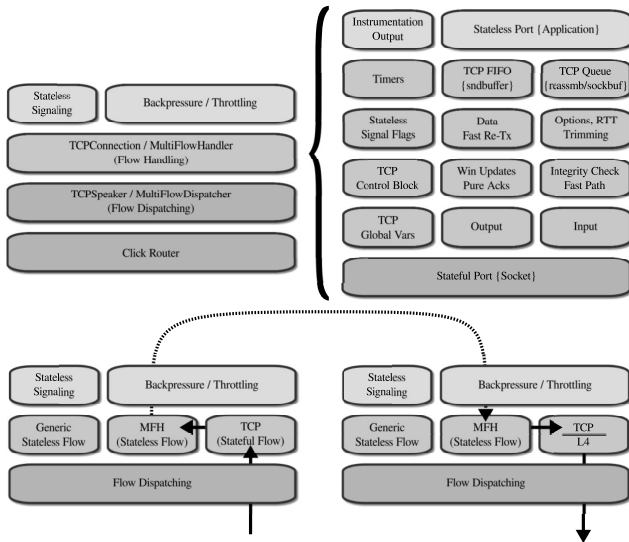 Stateless
Signaling
Backpressure / Throttling
TCPConnection / MultiFlowHandler
(Flow Handling)
TCPSpeaker / MultiFlowDispatcher
(Flow Dispatching)
Click Router
Instrumentation
Output
Stateless Port {Application}
Timers
TCP FIFO
{sndbuffer}
TCP Queue
{reassmb/sockbuf}
Stateless
Signal Flags
Data
Fast Re-Tx
Options, RTT
Trimming
TCP
Control Block
Win Updates
Pure Acks
Integrity Check
Fast Path
TCP
Global Vars
Output
Input
Stateful Port {Socket}
Stateless
Signaling
Backpressure / Throttling
Generic
Stateless Flow
MFH
(Stateless Flow)
TCP
(Stateful Flow)
Flow Dispatching
Stateless
Signaling
Backpressure / Throttling
Generic
Stateless Flow
MFH
(Stateless Flow)
TCP
L4
Flow Dispatching